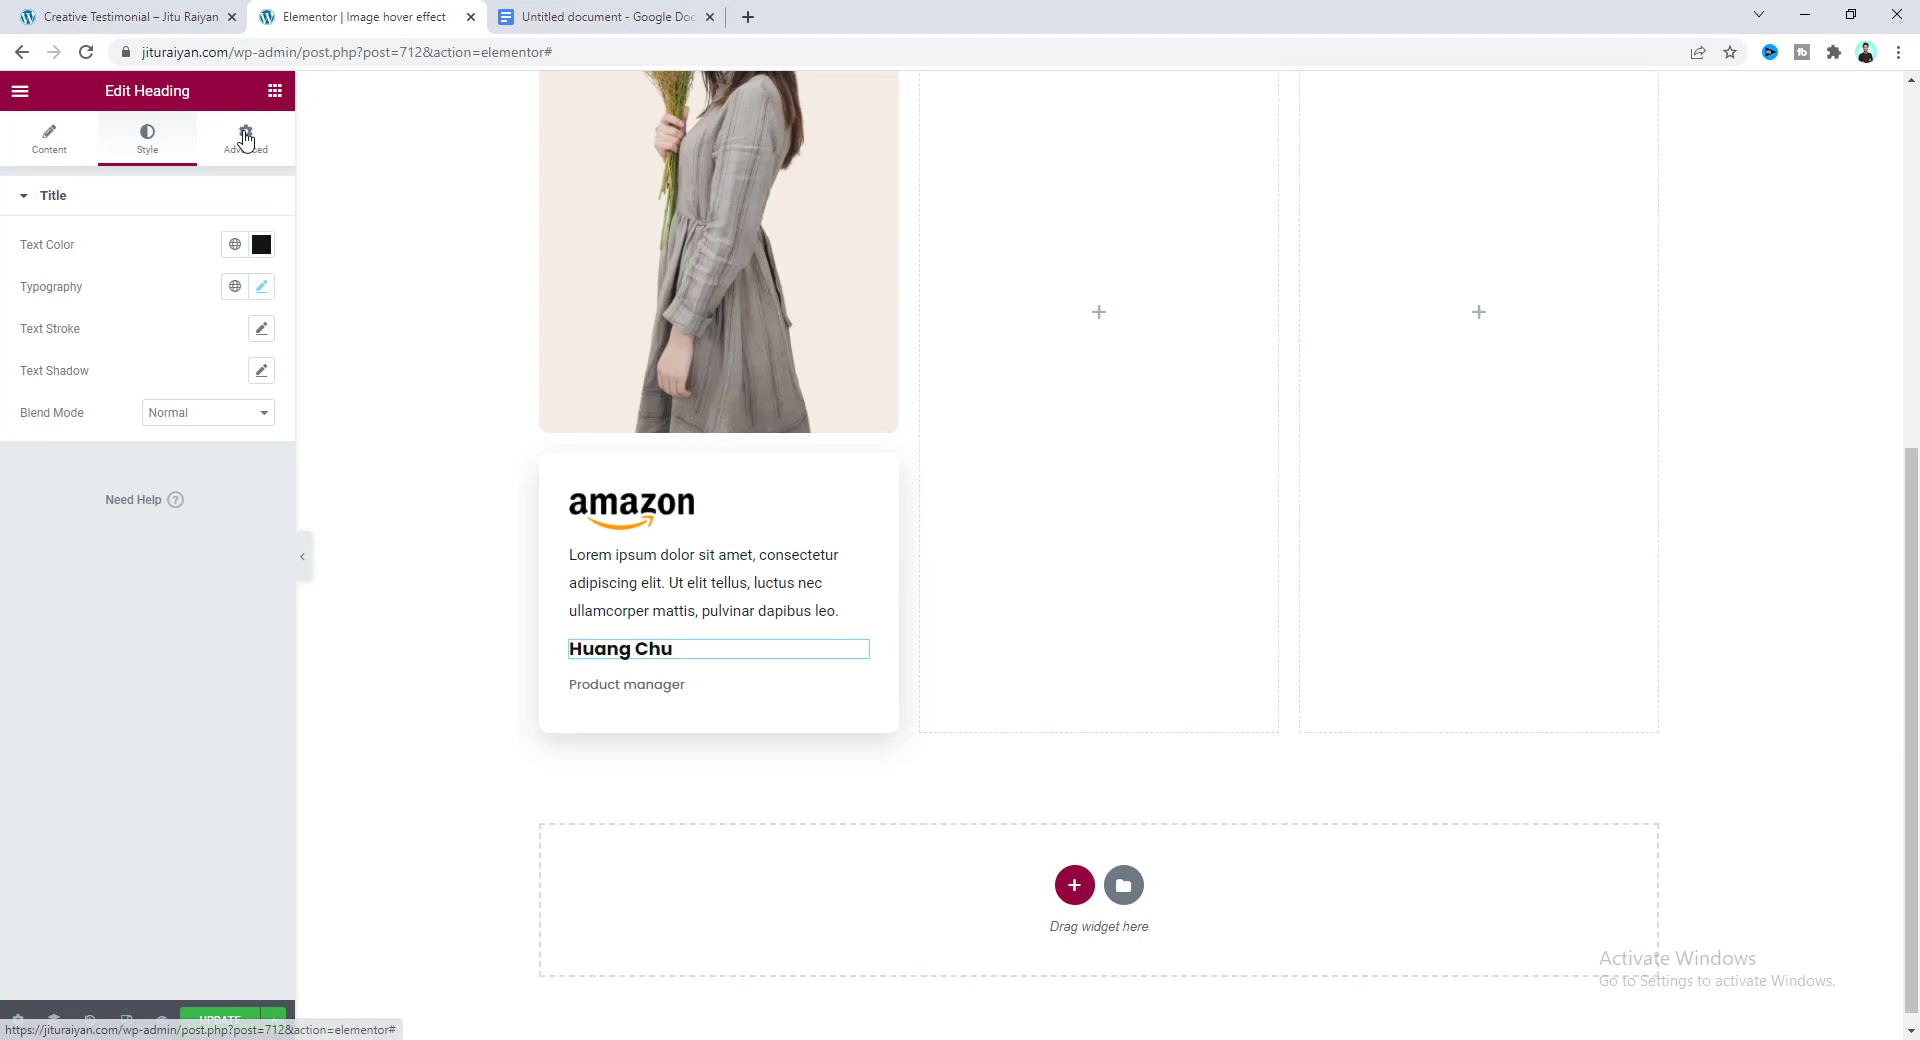 Creative Testimonial – Jitu Raiyan
Elementor | Image hover effect
Untitled document - Google Doc
jituraiyan.com/wp-admin/post.php?post=712&action=elementor#
Edit Heading
Content
Style
Advanced
Title
Text Color
Typography
Text Stroke
Text Shadow
Blend Mode
Normal
Need Help ?
amazon
Lorem ipsum dolor sit amet, consectetur
adipiscing elit. Ut elit tellus, luctus nec
ullamcorper mattis, pulvinar dapibus leo.
Huang Chu
Product manager
Drag widget here
Activate Windows
Go to Settings to activate Windows.
UPDATE
https://jituraiyan.com/wp-admin/post.php?post=712&action=elementor#